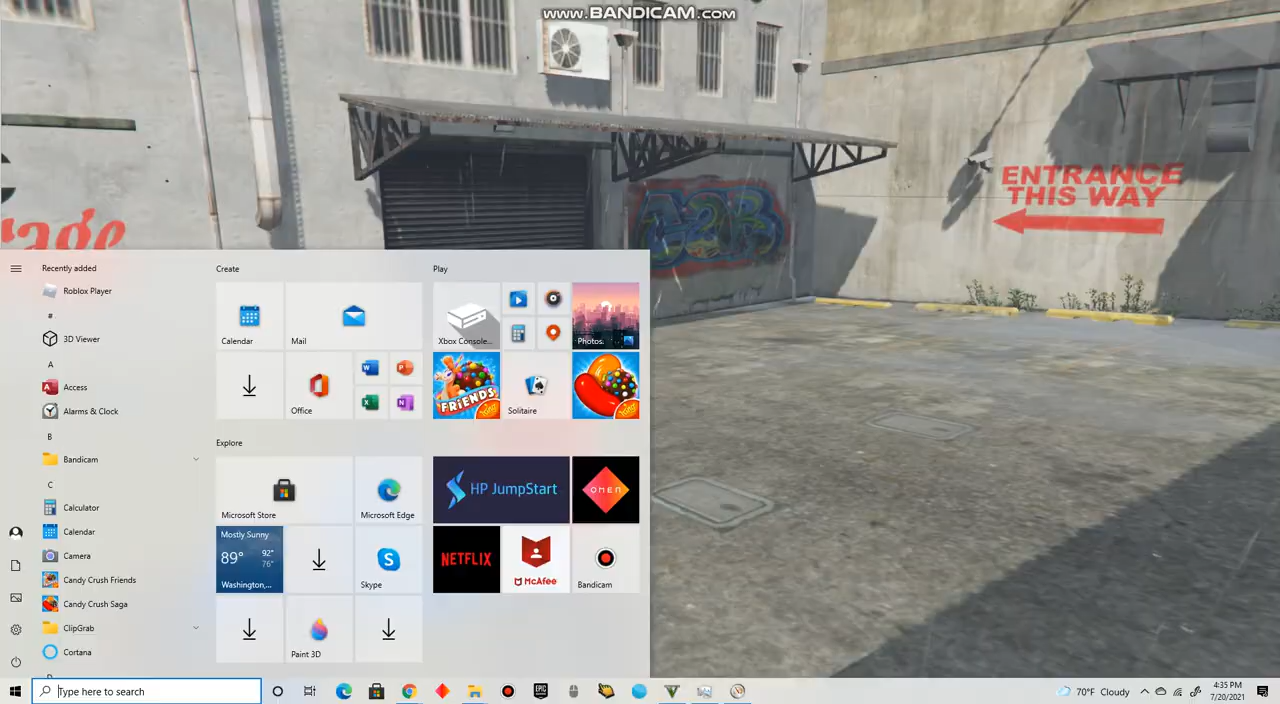 www.BANDICAM.com
ENTRANCE
THIS WAY
Recently added
Roblox Player
#
3D Viewer
A
Access
Alarms & Clock
B
Bandicam
C
Calculator
Calendar
Camera
Candy Crush Friends
Candy Crush Saga
ClipGrab
Cortana
Create
Calendar
Mail
Office
Explore
Microsoft Store
Microsoft Edge
Mostly Sunny
89° 92°
76°
Washington,...
Skype
Paint 3D
Play
Xbox Console...
Photos
FRIENDS
King
Solitaire
King
HP JumpStart
OMEN
NETFLIX
McAfee
Bandicam
Type here to search
EPIC
70°F Cloudy
4:35 PM
7/20/2021